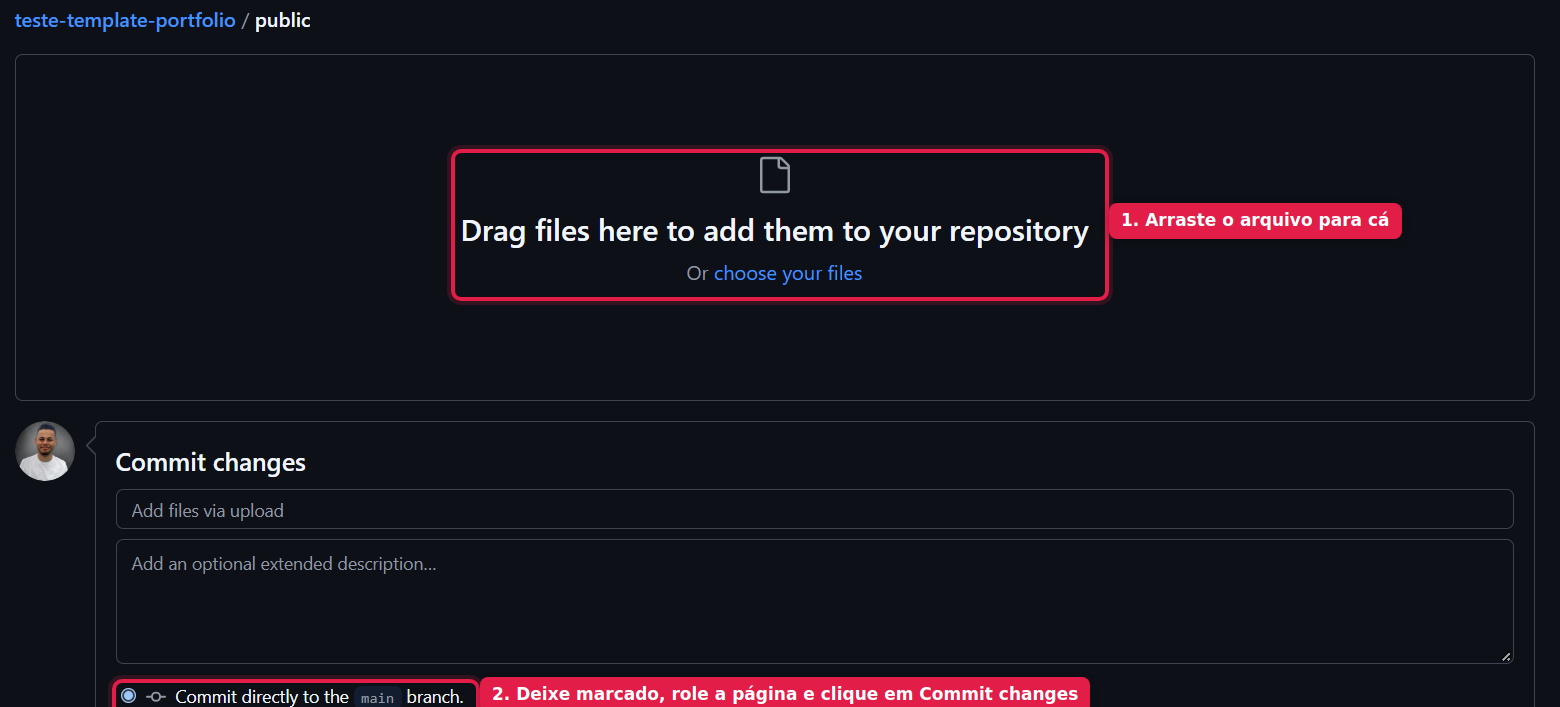 teste-template-portfolio / public
Drag files here to add them to your repository
1. Arraste o arquivo para cá
Or choose your files
Commit changes
Add files via upload
Add an optional extended description...
Commit directly to the main branch.
2. Deixe marcado, role a página e clique em Commit changes